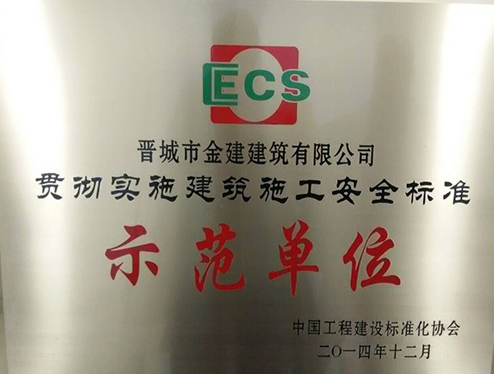 CECS
晋城市金建建筑有限公司
贯彻实施建筑施工安全标准
示范单位
中国工程建设标准化协会
二〇一四年十二月